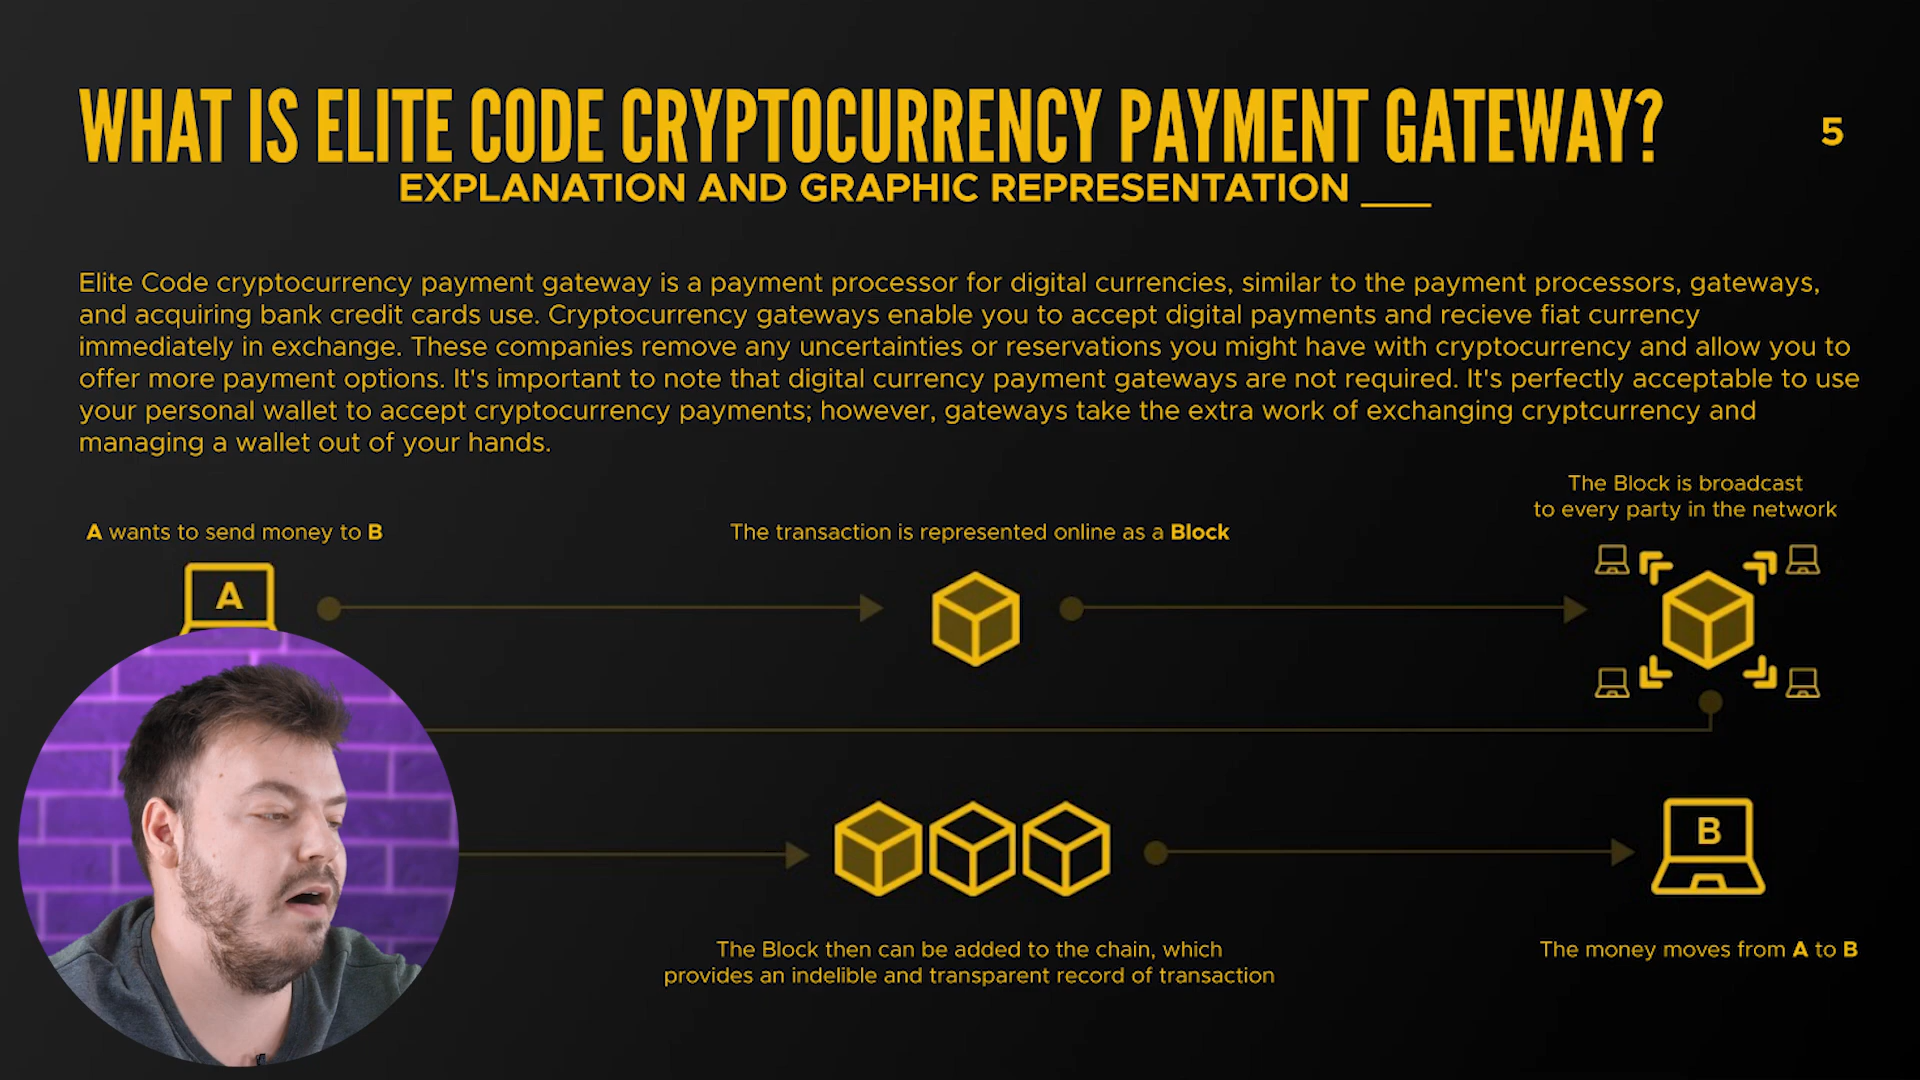 WHAT IS ELITE CODE CRYPTOCURRENCY PAYMENT GATEWAY?
5
EXPLANATION AND GRAPHIC REPRESENTATION ___
Elite Code cryptocurrency payment gateway is a payment processor for digital currencies, similar to the payment processors, gateways,
and acquiring bank credit cards use. Cryptocurrency gateways enable you to accept digital payments and recieve fiat currency
immediately in exchange. These companies remove any uncertainties or reservations you might have with cryptocurrency and allow you to
offer more payment options. It's important to note that digital currency payment gateways are not required. It's perfectly acceptable to use
your personal wallet to accept cryptocurrency payments; however, gateways take the extra work of exchanging cryptcurrency and
managing a wallet out of your hands.
A wants to send money to B
The transaction is represented online as a Block
The Block is broadcast
to every party in the network
A
B
The Block then can be added to the chain, which
provides an indelible and transparent record of transaction
The money moves from A to B